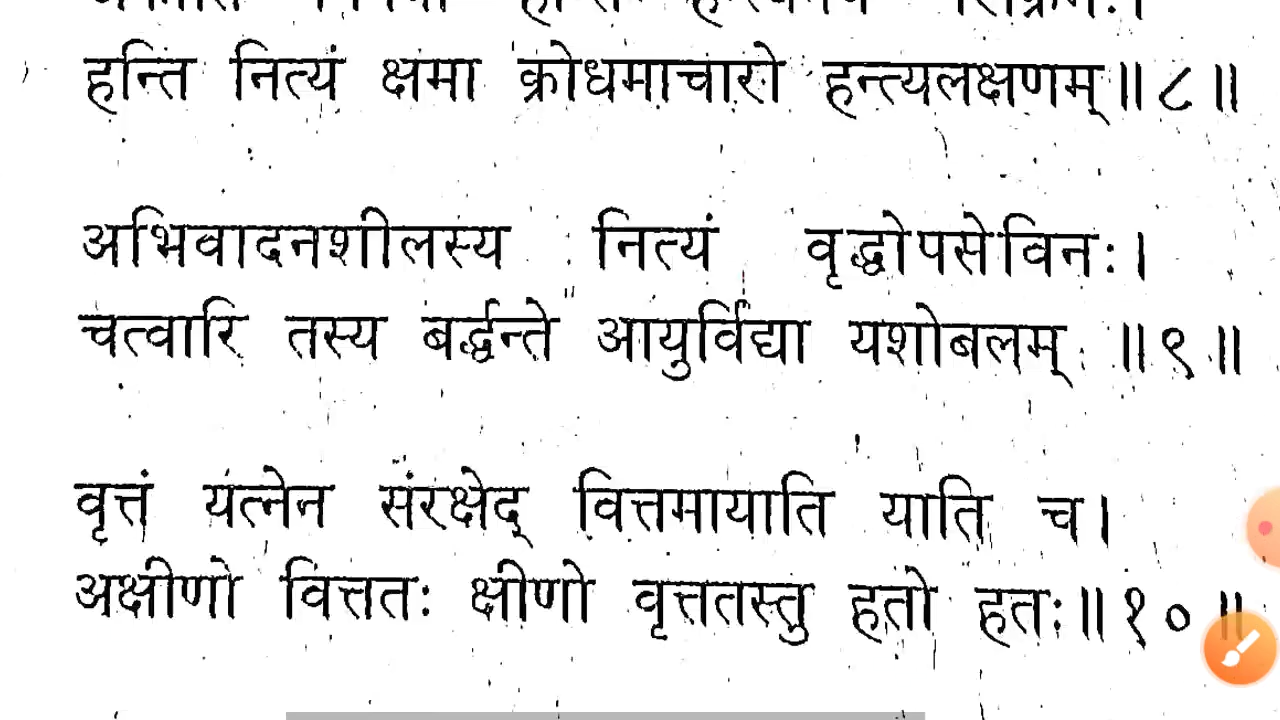 हन्ति नित्यं क्षमा क्रोधमाचारो हन्त्यलक्षणम्॥८॥
अभिवादनशीलस्य नित्यं वृद्धोपसेविनः।
चत्वारि तस्य बर्द्धन्ते आयुर्विद्या यशोबलम् ॥९॥
वृत्तं यत्नेन संरक्षेद् वित्तमायाति याति च।
अक्षीणो वित्ततः क्षीणो वृत्ततस्तु हतो हतः॥१०॥